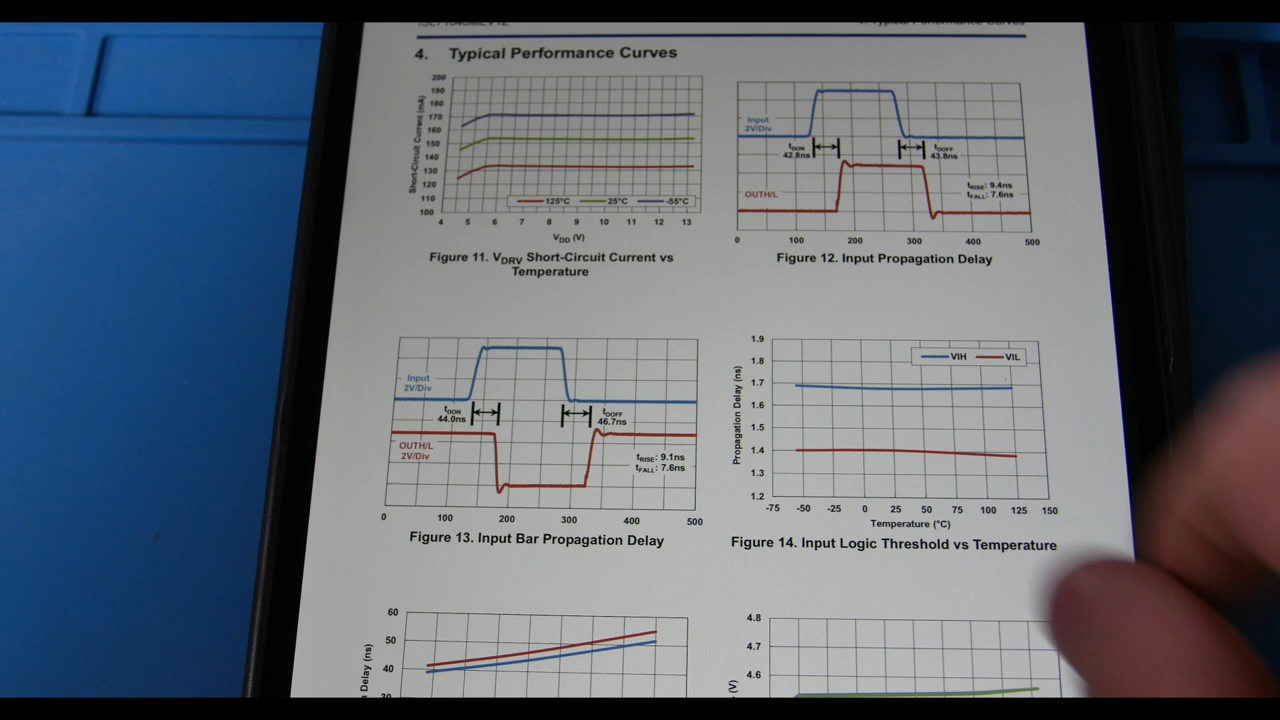 4. Typical Performance Curves
Short-Circuit Current (mA)
200
190
180
170
160
150
140
130
120
110
100
125°C 25°C -55°C
4 5 6 7 8 9 10 11 12 13
VDD (V)
Figure 11. VDRV Short-Circuit Current vs
Temperature
Input
2V/Div
tDON
42.8ns
tDOFF
43.8ns
OUTH/L
tRISE: 9.4ns
tFALL: 7.6ns
0 100 200 300 400 500
Figure 12. Input Propagation Delay
Input
2V/Div
tDON
44.0ns
tDOFF
46.7ns
OUTH/L
2V/Div
tRISE: 9.1ns
tFALL: 7.6ns
0 100 200 300 400 500
Figure 13. Input Bar Propagation Delay
Propagation Delay (ns)
1.9
1.8
1.7
1.6
1.5
1.4
1.3
1.2
VIH VIL
-75 -50 -25 0 25 50 75 100 125 150
Temperature (°C)
Figure 14. Input Logic Threshold vs Temperature
60
50
40
Delay (ns)
4.8
4.7
4.6
(V)